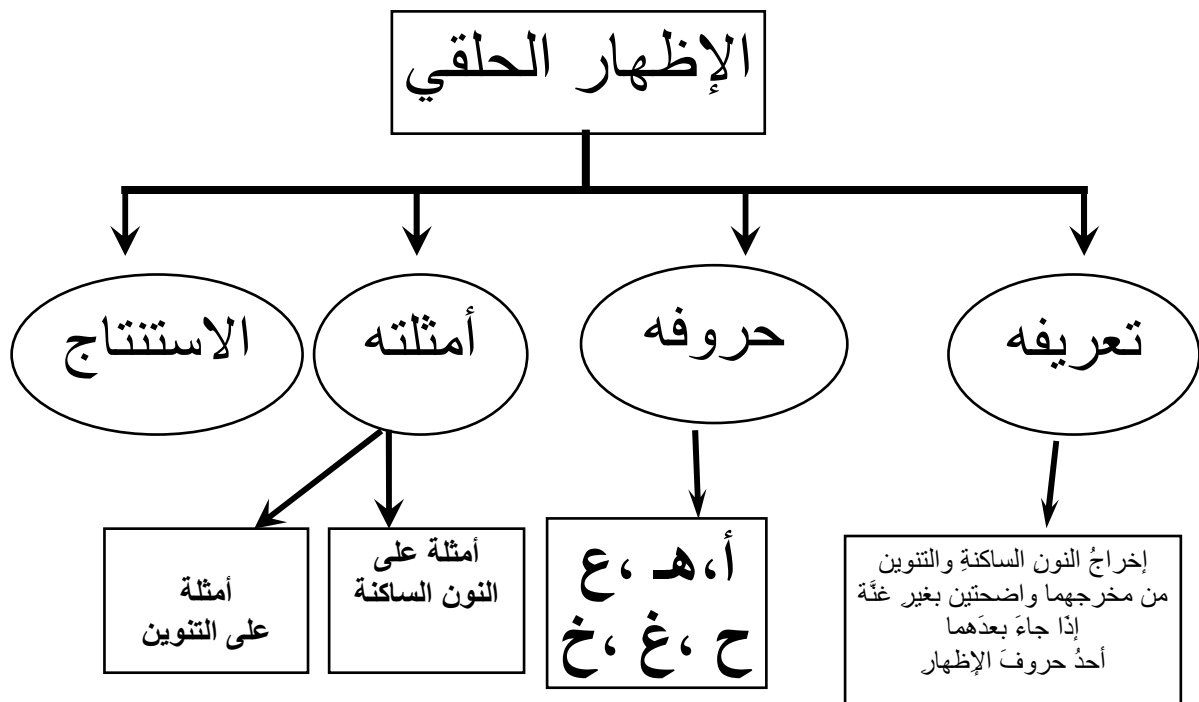 الإظهار الحلقي
تعريفه
حروفه
أمثلته
الاستنتاج
إخراجُ النونِ الساكنةِ والتنوين
من مخرجهما واضحتين بغيرِ غنَّة
إذّا جاءَ بعدَهما
أحدُ حروفَ الإظهارِ
أ، هـ ، ع
ح ، غ ، خ
أمثلة على
النون الساكنة
أمثلة
على التنوين